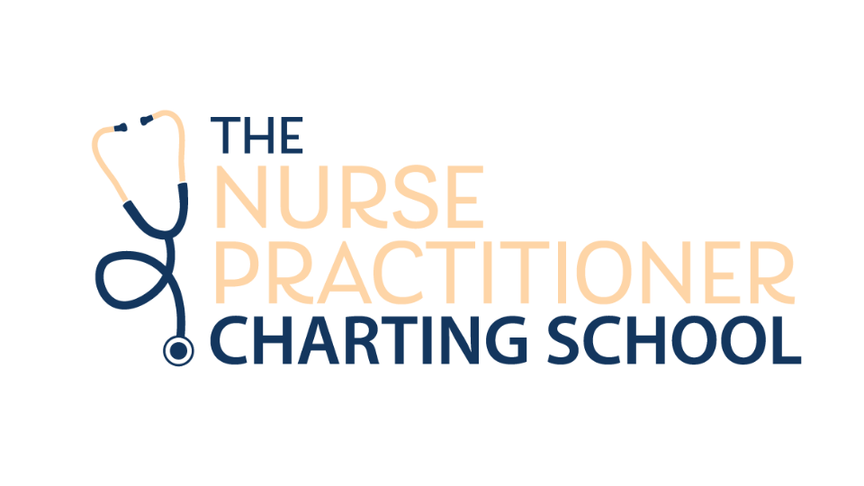 THE
NURSE
PRACTITIONER
CHARTING SCHOOL